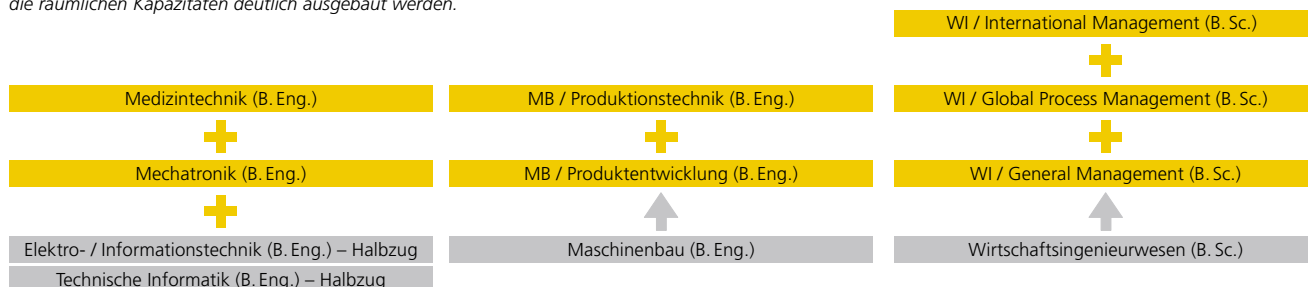 die räumlichen Kapazitäten deutlich ausgebaut werden.
WI / International Management (B. Sc.)
Medizintechnik (B. Eng.)
MB / Produktionstechnik (B. Eng.)
WI / Global Process Management (B. Sc.)
Mechatronik (B. Eng.)
MB / Produktentwicklung (B. Eng.)
WI / General Management (B. Sc.)
Elektro- / Informationstechnik (B. Eng.) – Halbzug
Maschinenbau (B. Eng.)
Wirtschaftsingenieurwesen (B. Sc.)
Technische Informatik (B. Eng.) – Halbzug